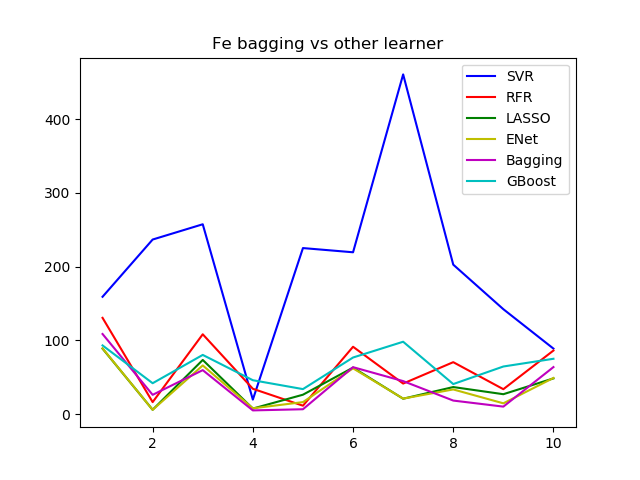 Fe bagging vs other learner
SVR
RFR
LASSO
ENet
Bagging
GBoost
400
300
200
100
0
2
4
6
8
10